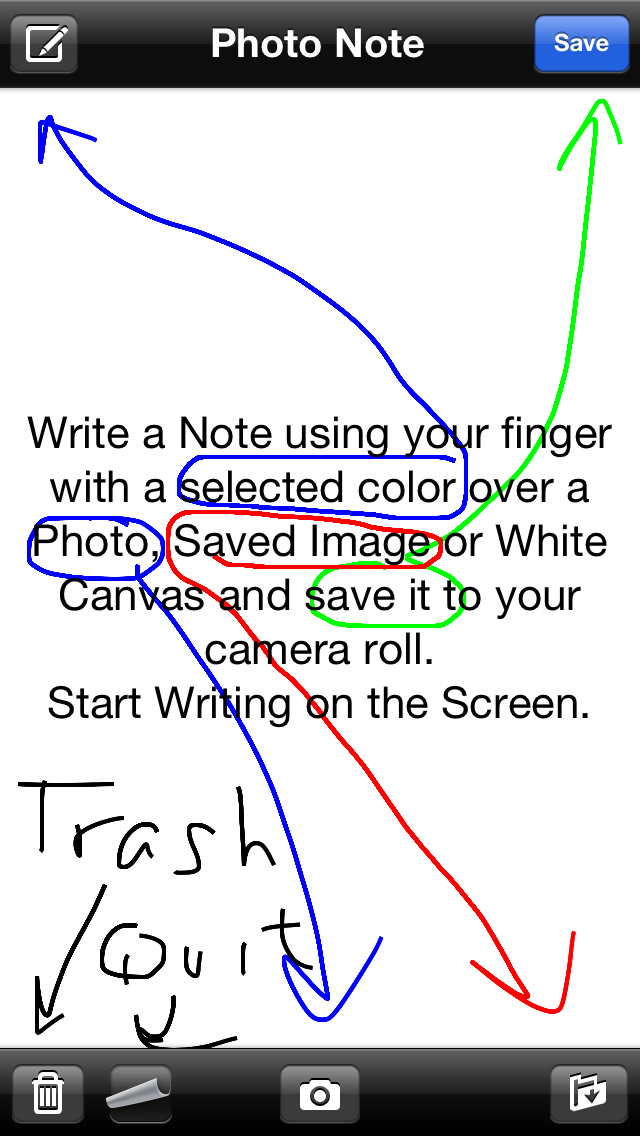 Photo Note
Save
Write a Note using your finger
with a selected color over a
Photo, Saved Image or White
Canvas and save it to your
camera roll.
Start Writing on the Screen.
Trash
Quit